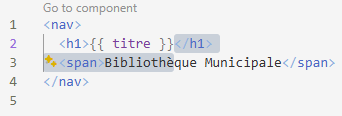 Go to component
1 <nav>
2   <h1>{{ titre }}</h1>
3   <span>Bibliothèque Municipale</span>
4 </nav>
5